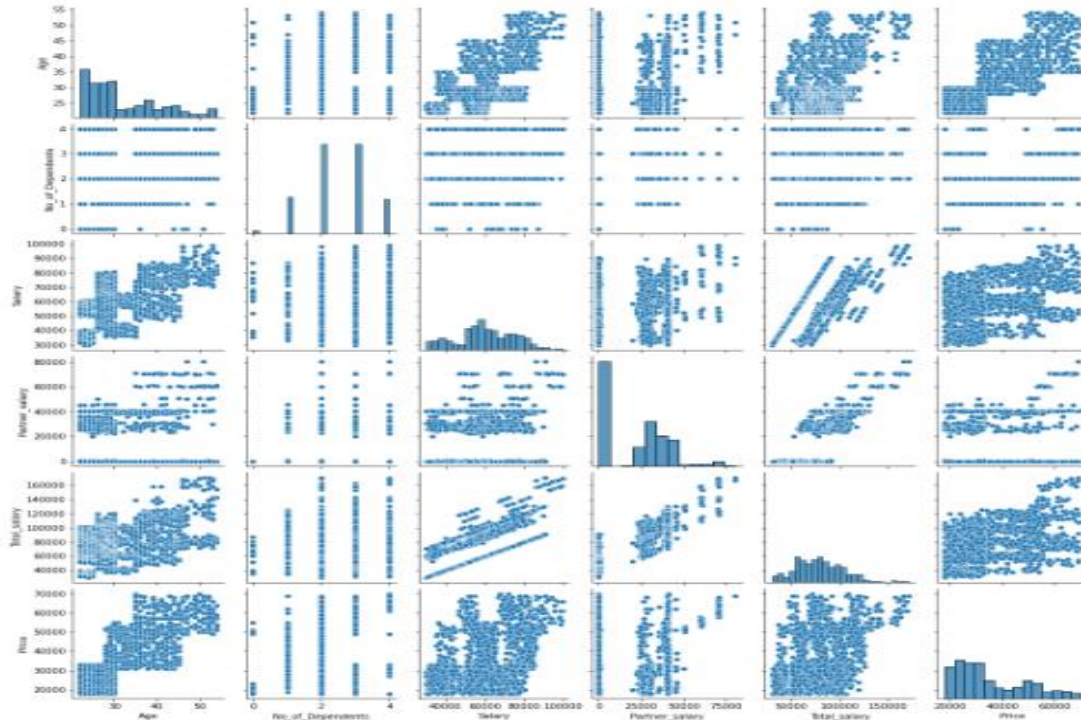 55
50
45
40
35
30
25
Age
4
3
2
1
0
No_of_Dependents
100000
90000
80000
70000
60000
50000
40000
30000
Salary
80000
60000
40000
20000
0
Partner_salary
160000
140000
120000
100000
80000
60000
40000
Total_salary
70000
60000
50000
40000
30000
20000
Price
30 40 50
0 2 4
40000 60000 80000 100000
0 25000 50000 75000
50000 100000 150000
20000 40000 60000
Age No_of_Dependents Salary Partner_salary Total_salary Price